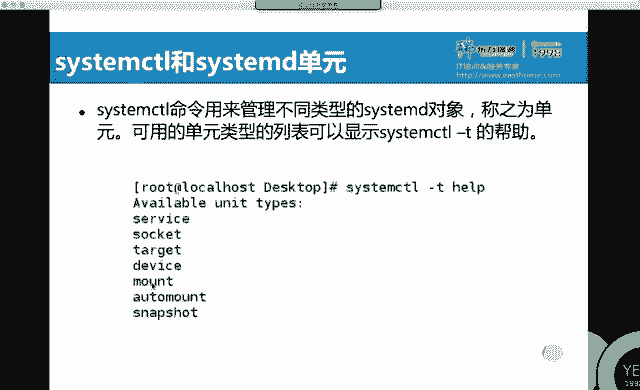 systemctl和systemd单元
http://www.easthome.com
• systemctl命令用来管理不同类型的systemd对象，称之为单
元。可用的单元类型的列表可以显示systemctl –t 的帮助。
[root@localhost Desktop]# systemctl -t help
Available unit types:
service
socket
target
device
mount
automount
snapshot
YE